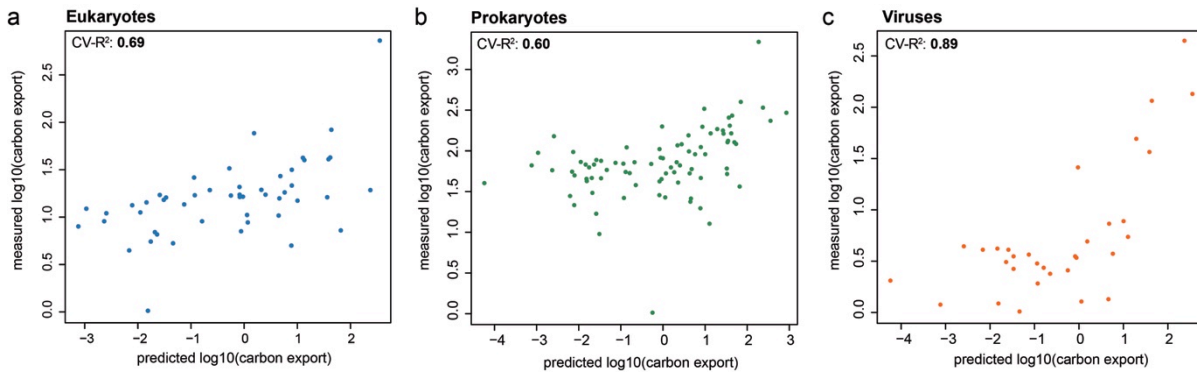 a Eukaryotes
CV-R²: 0.69
measured log10(carbon export)
2.5
2.0
1.5
1.0
0.5
0.0
−3 −2 −1 0 1 2
predicted log10(carbon export)
b Prokaryotes
CV-R²: 0.60
measured log10(carbon export)
3.0
2.5
2.0
1.5
1.0
0.5
0.0
−4 −3 −2 −1 0 1 2 3
predicted log10(carbon export)
c Viruses
CV-R²: 0.89
measured log10(carbon export)
2.5
2.0
1.5
1.0
0.5
0.0
−4 −3 −2 −1 0 1 2
predicted log10(carbon export)